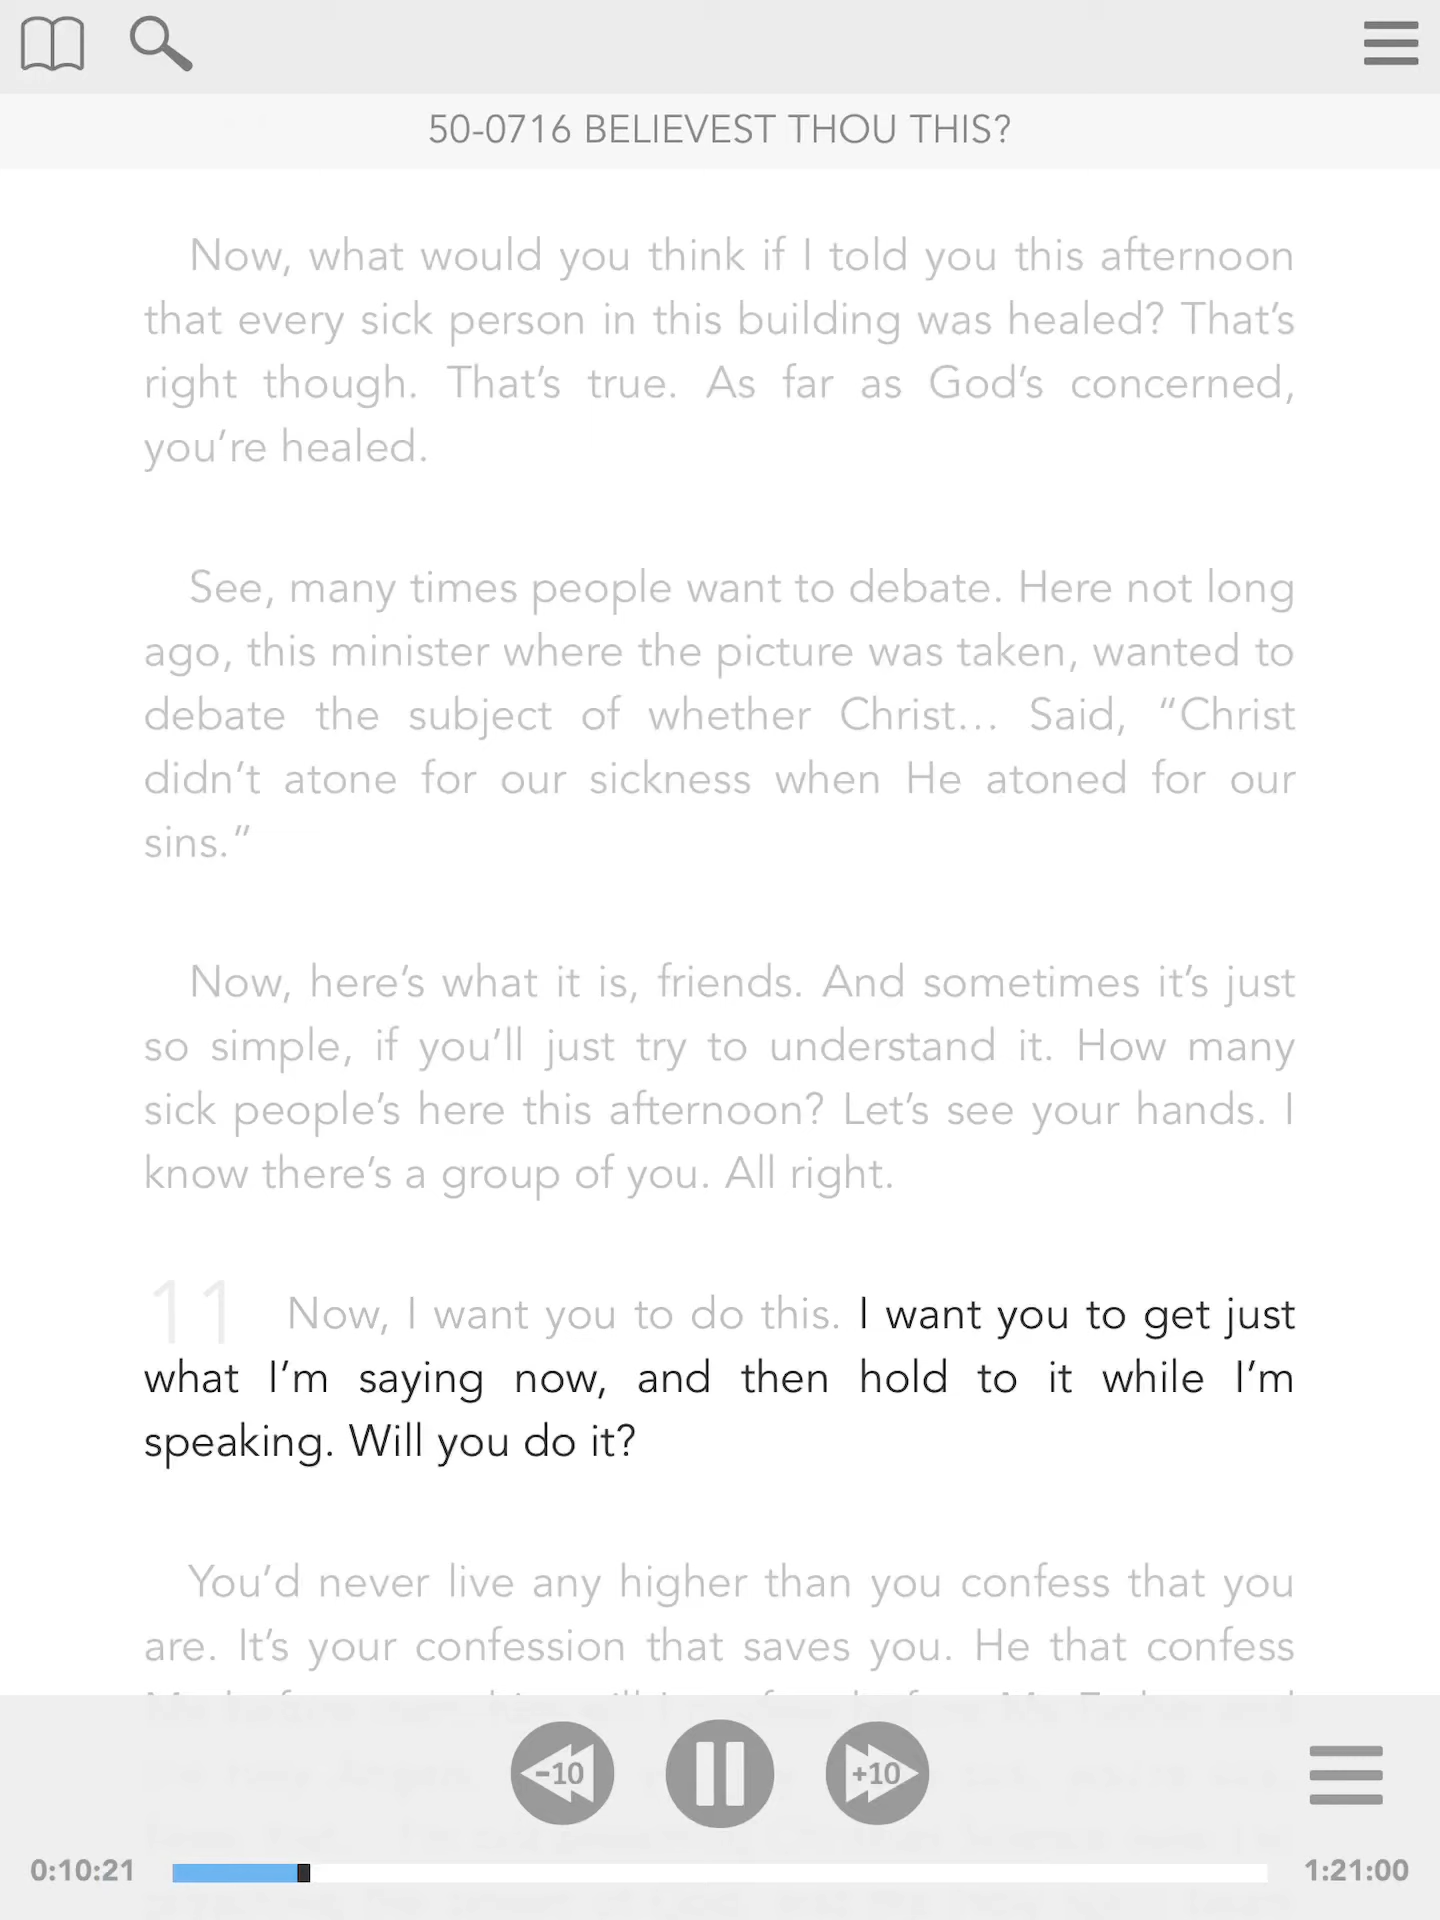 50-0716 BELIEVEST THOU THIS?
Now, what would you think if I told you this afternoon
that every sick person in this building was healed? That’s
right though. That’s true. As far as God’s concerned,
you’re healed.
See, many times people want to debate. Here not long
ago, this minister where the picture was taken, wanted to
debate the subject of whether Christ… Said, “Christ
didn’t atone for our sickness when He atoned for our
sins.”
Now, here’s what it is, friends. And sometimes it’s just
so simple, if you’ll just try to understand it. How many
sick people’s here this afternoon? Let’s see your hands. I
know there’s a group of you. All right.
11 Now, I want you to do this. I want you to get just
what I’m saying now, and then hold to it while I’m
speaking. Will you do it?
You’d never live any higher than you confess that you
are. It’s your confession that saves you. He that confess
-10 +10
0:10:21 1:21:00